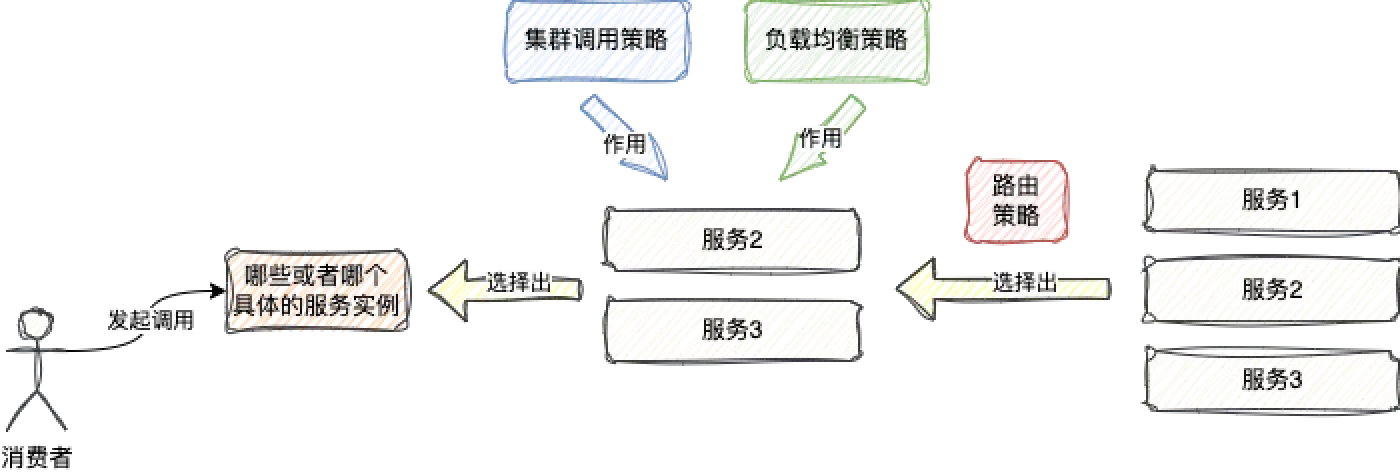 集群调用策略
负载均衡策略
作用
作用
路由
策略
服务1
服务2
服务3
选择出
服务2
服务3
选择出
哪些或者哪个
具体的服务实例
发起调用
消费者